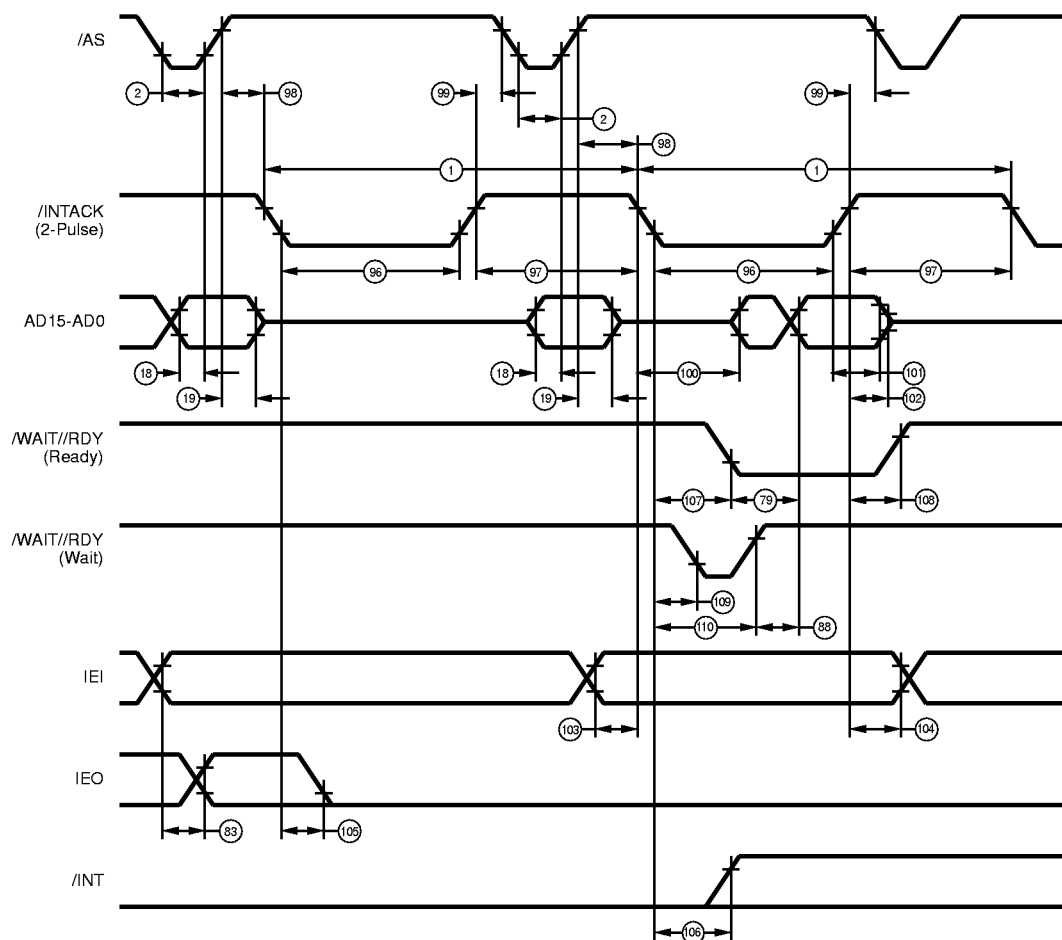 /AS
2
98
99
2
99
98
1
1
/INTACK
(2-Pulse)
96
97
96
97
AD15-AD0
18
18
100
101
19
19
102
/WAIT//RDY
(Ready)
107
79
108
/WAIT//RDY
(Wait)
109
110
88
IEI
103
104
IEO
83
105
/INT
106